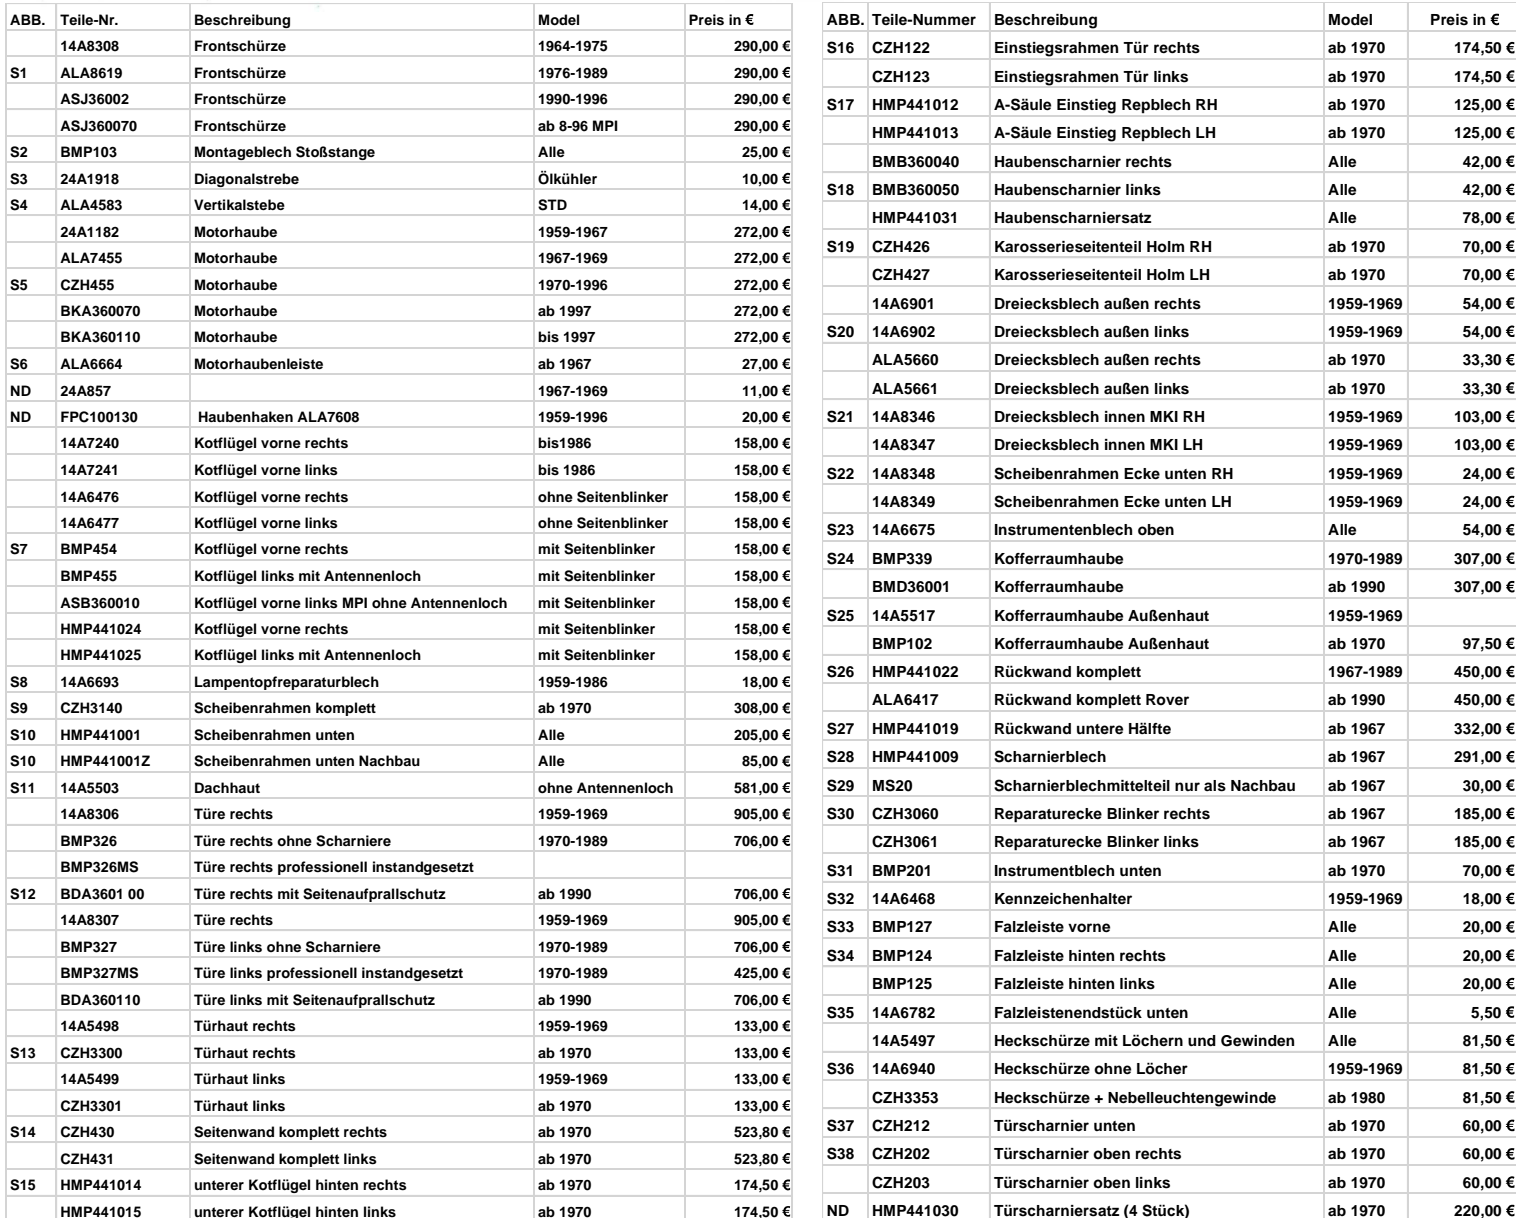 ABB. Teile-Nr. Beschreibung Model Preis in €
14A8308 Frontschürze 1964-1975 290,00 €
S1 ALA8619 Frontschürze 1976-1989 290,00 €
ASJ36002 Frontschürze 1990-1996 290,00 €
ASJ360070 Frontschürze ab 8-96 MPI 290,00 €
S2 BMP103 Montageblech Stoßstange Alle 25,00 €
S3 24A1918 Diagonalstrebe Ölkühler 10,00 €
S4 ALA4583 Vertikalstebe STD 14,00 €
24A1182 Motorhaube 1959-1967 272,00 €
ALA7455 Motorhaube 1967-1969 272,00 €
S5 CZH455 Motorhaube 1970-1996 272,00 €
BKA360070 Motorhaube ab 1997 272,00 €
BKA360110 Motorhaube bis 1997 272,00 €
S6 ALA6664 Motorhaubenleiste ab 1967 27,00 €
ND 24A857 1967-1969 11,00 €
ND FPC100130 Haubenhaken ALA7608 1959-1996 20,00 €
14A7240 Kotflügel vorne rechts bis1986 158,00 €
14A7241 Kotflügel vorne links bis 1986 158,00 €
14A6476 Kotflügel vorne rechts ohne Seitenblinker 158,00 €
14A6477 Kotflügel vorne links ohne Seitenblinker 158,00 €
S7 BMP454 Kotflügel vorne rechts mit Seitenblinker 158,00 €
BMP455 Kotflügel links mit Antennenloch mit Seitenblinker 158,00 €
ASB360010 Kotflügel vorne links MPI ohne Antennenloch mit Seitenblinker 158,00 €
HMP441024 Kotflügel vorne rechts mit Seitenblinker 158,00 €
HMP441025 Kotflügel links mit Antennenloch mit Seitenblinker 158,00 €
S8 14A6693 Lampentopfreparaturblech 1959-1986 18,00 €
S9 CZH3140 Scheibenrahmen komplett ab 1970 308,00 €
S10 HMP441001 Scheibenrahmen unten Alle 205,00 €
S10 HMP441001Z Scheibenrahmen unten Nachbau Alle 85,00 €
S11 14A5503 Dachhaut ohne Antennenloch 581,00 €
14A8306 Türe rechts 1959-1969 905,00 €
BMP326 Türe rechts ohne Scharniere 1970-1989 706,00 €
BMP326MS Türe rechts professionell instandgesetzt
S12 BDA3601 00 Türe rechts mit Seitenaufprallschutz ab 1990 706,00 €
14A8307 Türe rechts 1959-1969 905,00 €
BMP327 Türe links ohne Scharniere 1970-1989 706,00 €
BMP327MS Türe links professionell instandgesetzt 1970-1989 425,00 €
BDA360110 Türe links mit Seitenaufprallschutz ab 1990 706,00 €
14A5498 Türhaut rechts 1959-1969 133,00 €
S13 CZH3300 Türhaut rechts ab 1970 133,00 €
14A5499 Türhaut links 1959-1969 133,00 €
CZH3301 Türhaut links ab 1970 133,00 €
S14 CZH430 Seitenwand komplett rechts ab 1970 523,80 €
CZH431 Seitenwand komplett links ab 1970 523,80 €
S15 HMP441014 unterer Kotflügel hinten rechts ab 1970 174,50 €
HMP441015 unterer Kotflügel hinten links ab 1970 174,50 €
ABB. Teile-Nummer Beschreibung Model Preis in €
S16 CZH122 Einstiegsrahmen Tür rechts ab 1970 174,50 €
CZH123 Einstiegsrahmen Tür links ab 1970 174,50 €
S17 HMP441012 A-Säule Einstieg Repblech RH ab 1970 125,00 €
HMP441013 A-Säule Einstieg Repblech LH ab 1970 125,00 €
BMB360040 Haubenscharnier rechts Alle 42,00 €
S18 BMB360050 Haubenscharnier links Alle 42,00 €
HMP441031 Haubenscharniersatz Alle 78,00 €
S19 CZH426 Karosserieseitenteil Holm RH ab 1970 70,00 €
CZH427 Karosserieseitenteil Holm LH ab 1970 70,00 €
14A6901 Dreiecksblech außen rechts 1959-1969 54,00 €
S20 14A6902 Dreiecksblech außen links 1959-1969 54,00 €
ALA5660 Dreiecksblech außen rechts ab 1970 33,30 €
ALA5661 Dreiecksblech außen links ab 1970 33,30 €
S21 14A8346 Dreiecksblech innen MKI RH 1959-1969 103,00 €
14A8347 Dreiecksblech innen MKI LH 1959-1969 103,00 €
S22 14A8348 Scheibenrahmen Ecke unten RH 1959-1969 24,00 €
14A8349 Scheibenrahmen Ecke unten LH 1959-1969 24,00 €
S23 14A6675 Instrumentenblech oben Alle 54,00 €
S24 BMP339 Kofferraumhaube 1970-1989 307,00 €
BMD36001 Kofferraumhaube ab 1990 307,00 €
S25 14A5517 Kofferraumhaube Außenhaut 1959-1969
BMP102 Kofferraumhaube Außenhaut ab 1970 97,50 €
S26 HMP441022 Rückwand komplett 1967-1989 450,00 €
ALA6417 Rückwand komplett Rover ab 1990 450,00 €
S27 HMP441019 Rückwand untere Hälfte ab 1967 332,00 €
S28 HMP441009 Scharnierblech ab 1967 291,00 €
S29 MS20 Scharnierblechmittelteil nur als Nachbau ab 1967 30,00 €
S30 CZH3060 Reparaturecke Blinker rechts ab 1967 185,00 €
CZH3061 Reparaturecke Blinker links ab 1967 185,00 €
S31 BMP201 Instrumentblech unten ab 1970 70,00 €
S32 14A6468 Kennzeichenhalter 1959-1969 18,00 €
S33 BMP127 Falzleiste vorne Alle 20,00 €
S34 BMP124 Falzleiste hinten rechts Alle 20,00 €
BMP125 Falzleiste hinten links Alle 20,00 €
S35 14A6782 Falzleistenendstück unten Alle 5,50 €
14A5497 Heckschürze mit Löchern und Gewinden Alle 81,50 €
S36 14A6940 Heckschürze ohne Löcher 1959-1969 81,50 €
CZH3353 Heckschürze + Nebelleuchtengewinde ab 1980 81,50 €
S37 CZH212 Türscharnier unten ab 1970 60,00 €
S38 CZH202 Türscharnier oben rechts ab 1970 60,00 €
CZH203 Türscharnier oben links ab 1970 60,00 €
ND HMP441030 Türscharniersatz (4 Stück) ab 1970 220,00 €